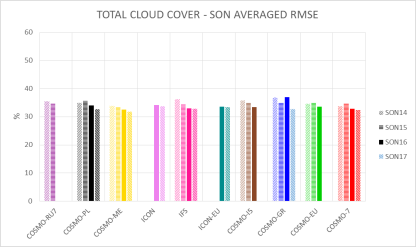 TOTAL CLOUD COVER - SON AVERAGED RMSE
60
50
40
30
20
10
0
%
COSMO-RU7
COSMO-PL
COSMO-ME
ICON
IFS
ICON-EU
COSMO-IS
COSMO-GR
COSMO-EU
COSMO-7
SON14
SON15
SON16
SON17